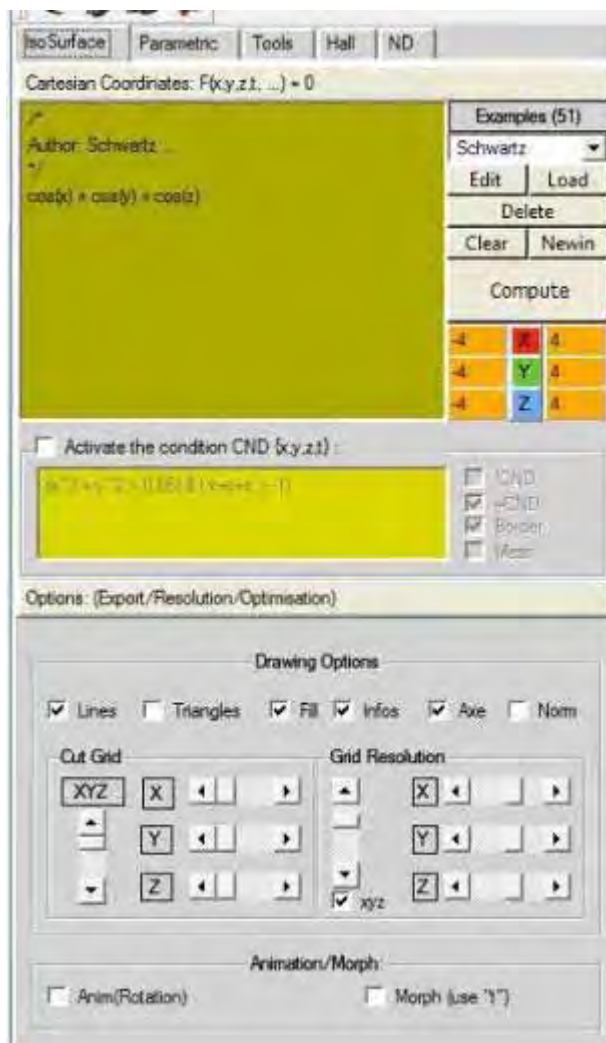 IsoSurface Parametric Tools Hall ND
Cartesian Coordinates: F(x,y,z,t, ...) = 0
/*
Author: Schwartz ...
*/
cos(x) + cos(y) + cos(z)
Examples (51)
Schwartz
Edit Load
Delete
Clear Newin
Compute
-4 X 4
-4 Y 4
-4 Z 4
Activate the condition CND (x,y,z,t) :
!CND
=CND
Border
Options: (Export/Resolution/Optimisation)
Drawing Options
Lines Triangles Fill Infos Axe Norm
Cut Grid
XYZ X
Y
Z
Grid Resolution
X
Y
Z
xyz
Animation/Morph
Anim(Rotation) Morph (use "t")